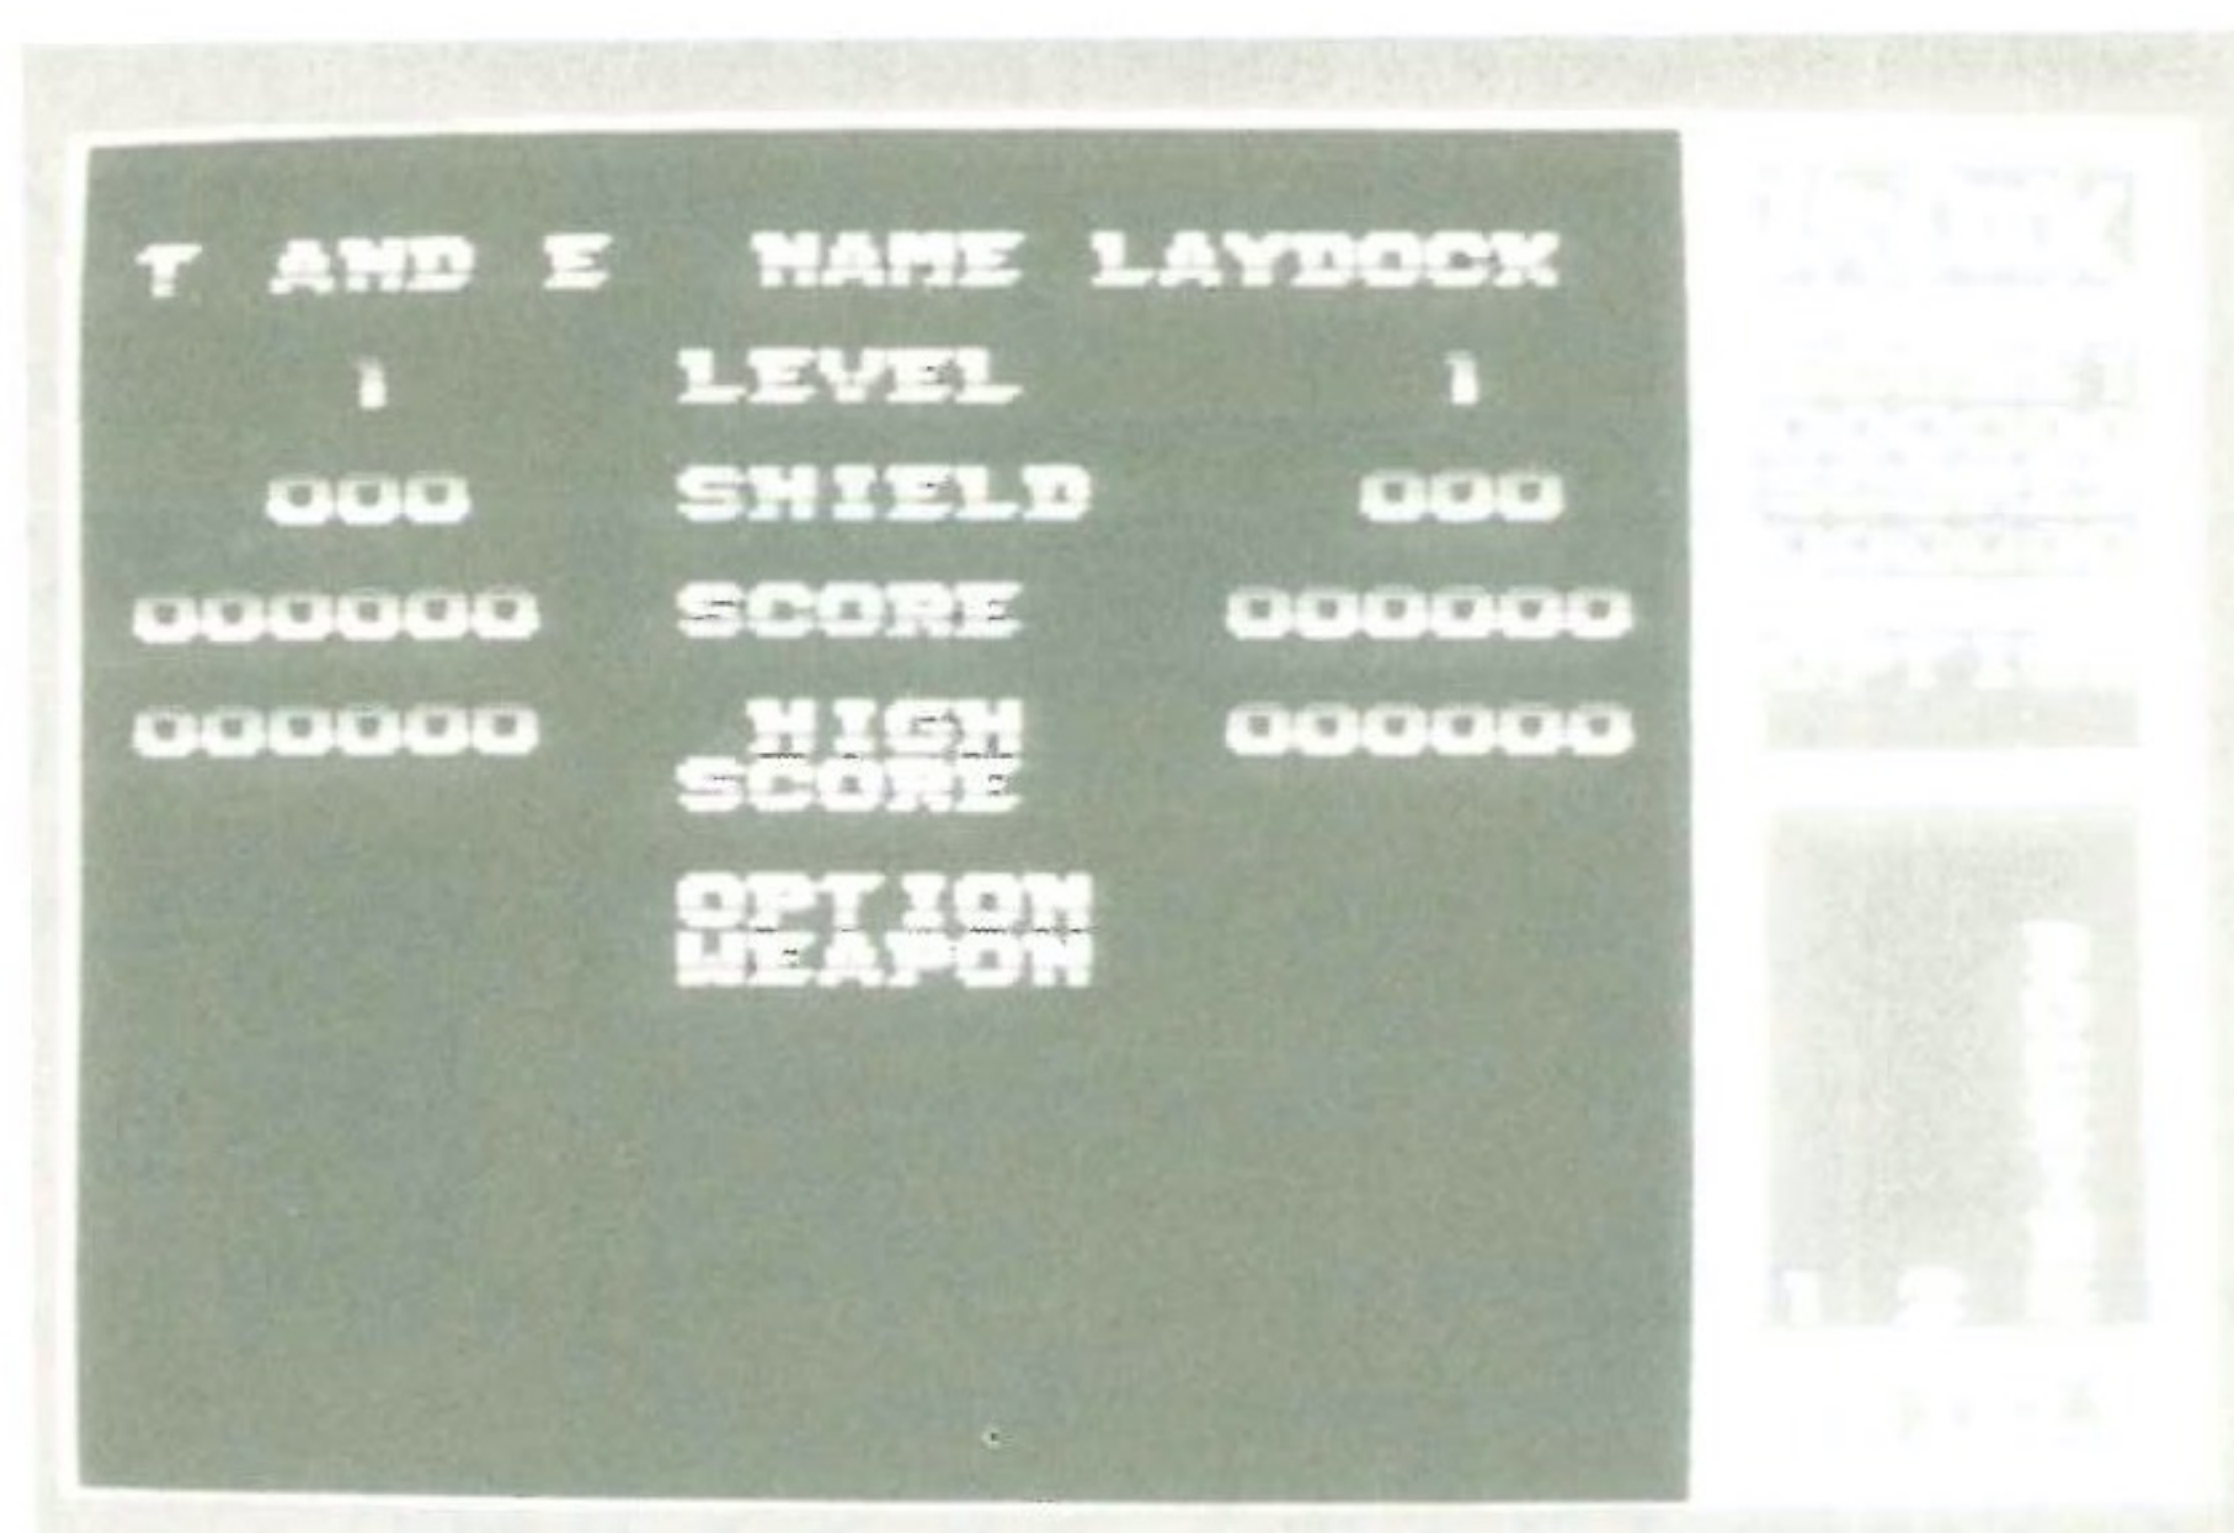 T AND E NAME LAYDOCK
1 LEVEL 1
000 SHIELD 000
000000 SCORE 000000
000000 HIGH 000000
SCORE
OPTION
WEAPON